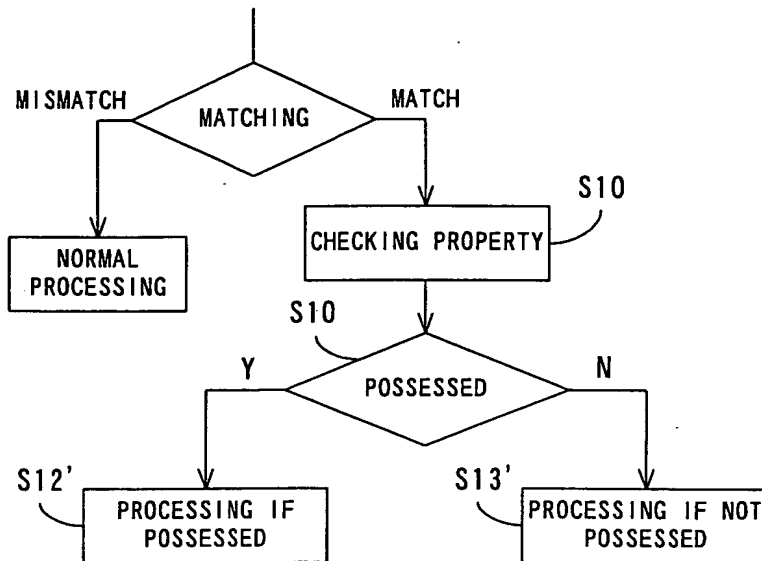 MISMATCH
MATCHING
MATCH
S10
CHECKING PROPERTY
NORMAL
PROCESSING
S10
Y
POSSESSED
N
S12'
PROCESSING IF
POSSESSED
S13'
PROCESSING IF NOT
POSSESSED